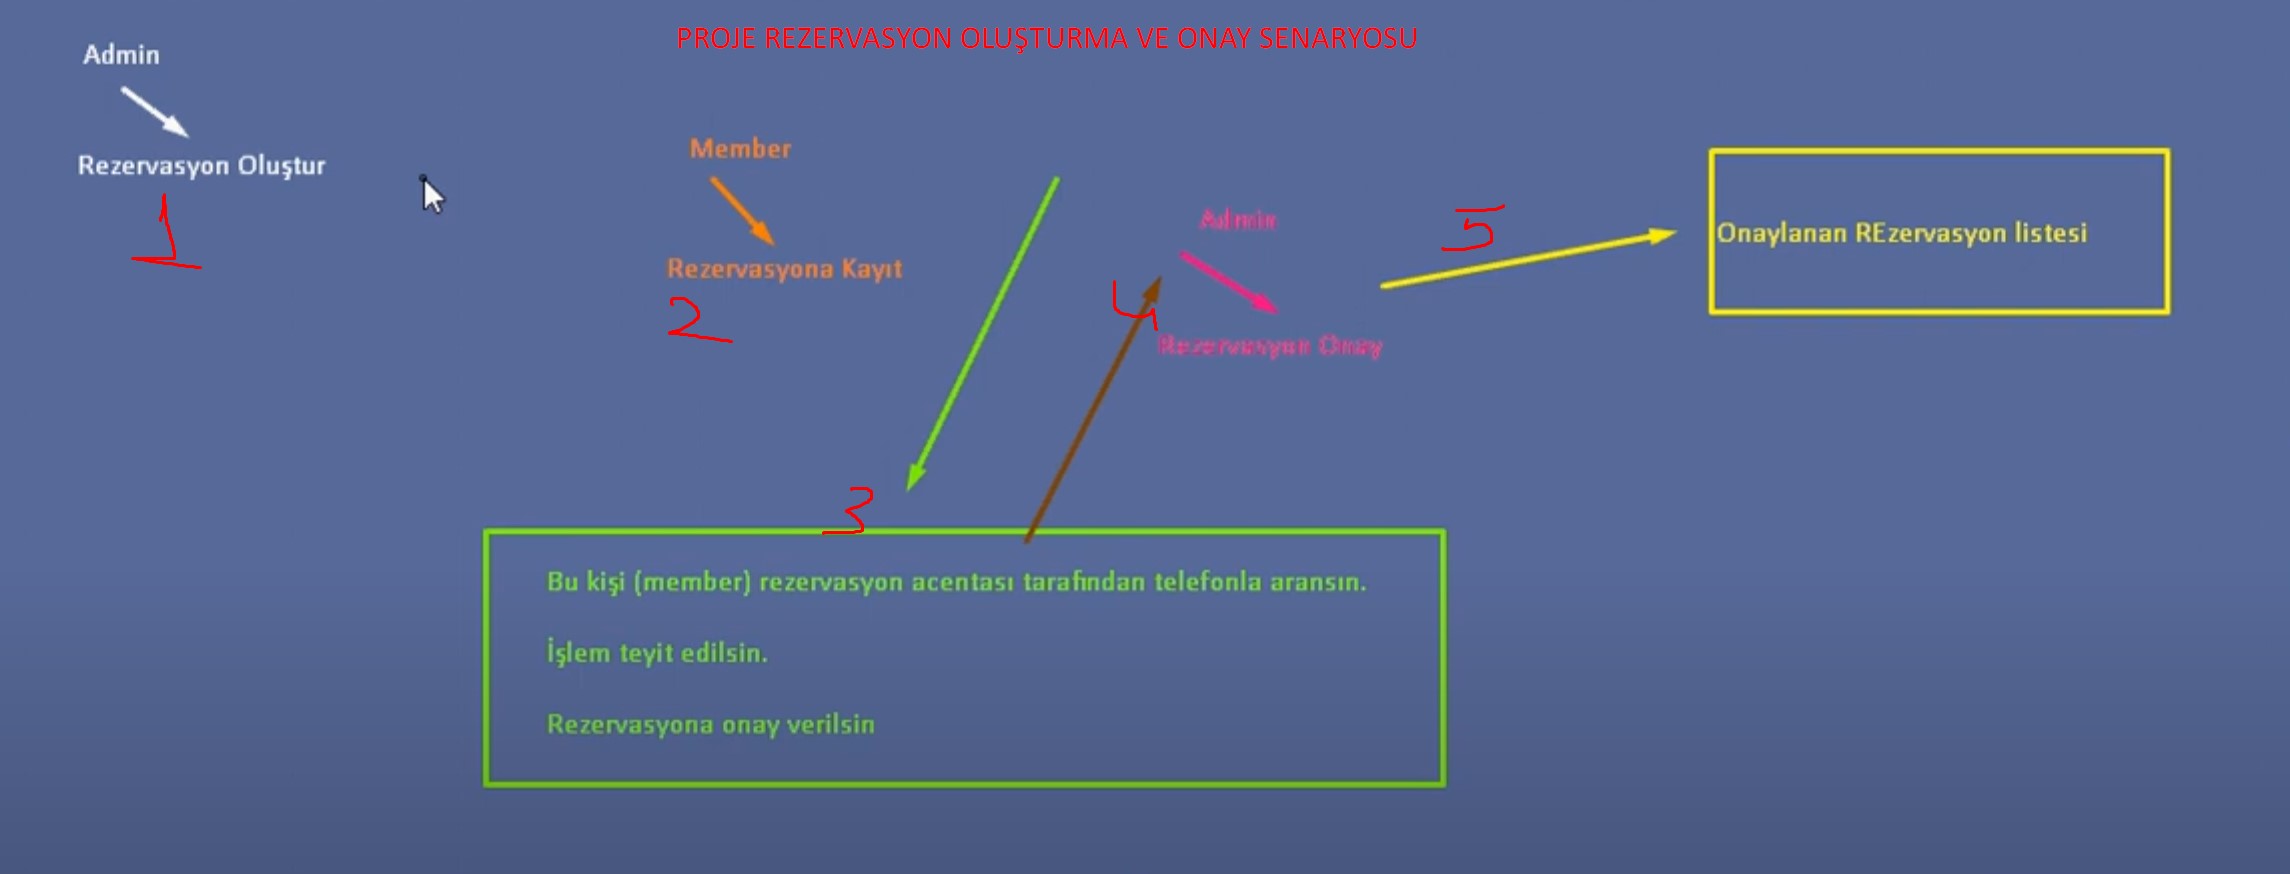 PROJE REZERVASYON OLUŞTURMA VE ONAY SENARYOSU
Admin
Rezervasyon Oluştur
1
Member
Rezervasyona Kayıt
2
3
Bu kişi (member) rezervasyon acentası tarafından telefonla aransın.
İşlem teyit edilsin.
Rezervasyona onay verilsin
4
Admin
Rezervasyon Onay
5
Onaylanan REzervasyon listesi